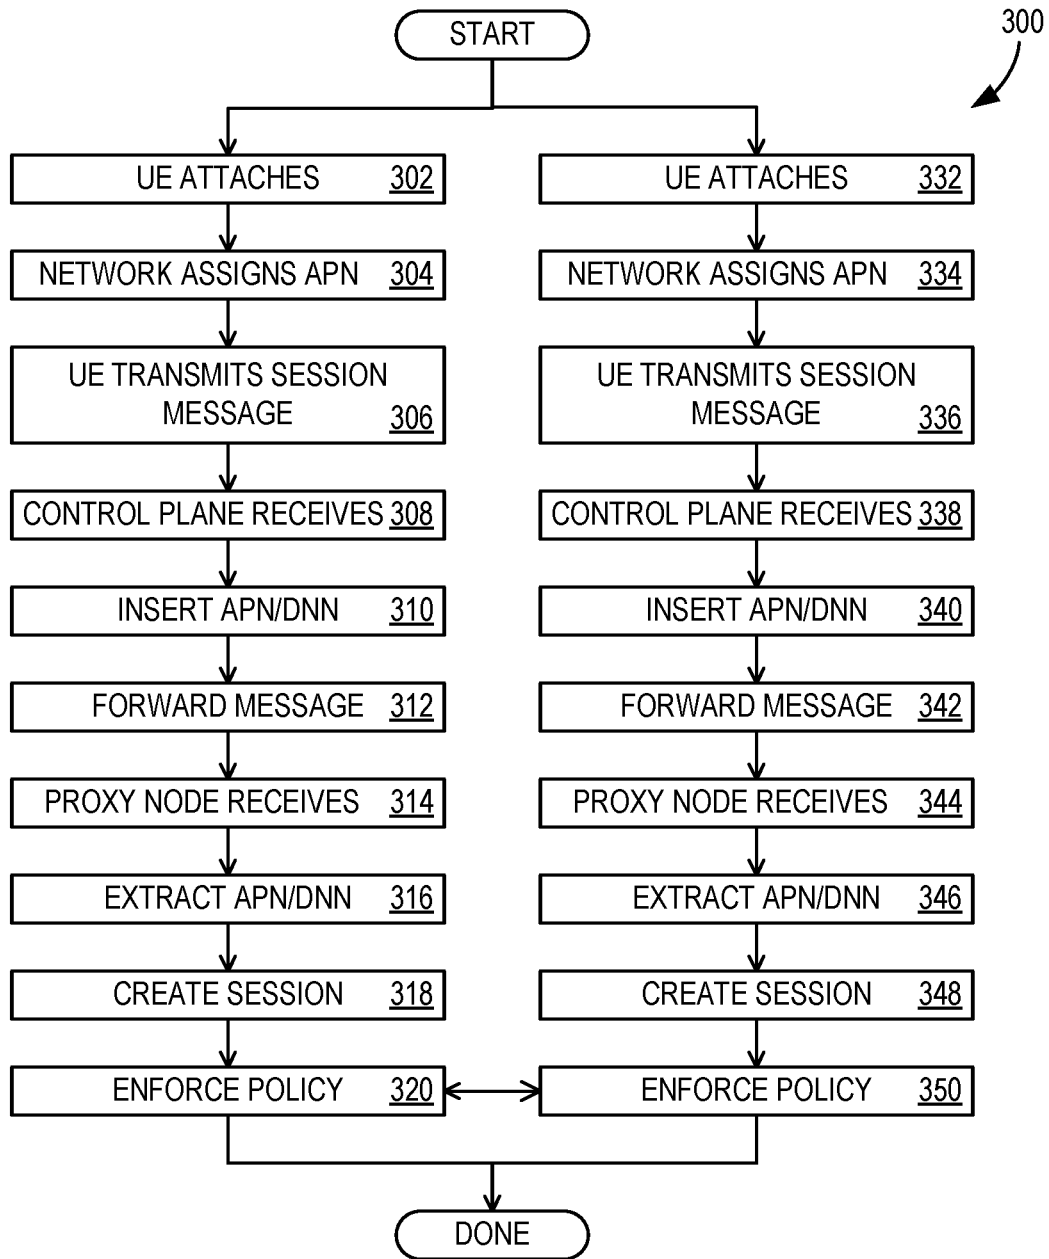 START
300
UE ATTACHES 302
UE ATTACHES 332
NETWORK ASSIGNS APN 304
NETWORK ASSIGNS APN 334
UE TRANSMITS SESSION
MESSAGE 306
UE TRANSMITS SESSION
MESSAGE 336
CONTROL PLANE RECEIVES 308
CONTROL PLANE RECEIVES 338
INSERT APN/DNN 310
INSERT APN/DNN 340
FORWARD MESSAGE 312
FORWARD MESSAGE 342
PROXY NODE RECEIVES 314
PROXY NODE RECEIVES 344
EXTRACT APN/DNN 316
EXTRACT APN/DNN 346
CREATE SESSION 318
CREATE SESSION 348
ENFORCE POLICY 320
ENFORCE POLICY 350
DONE